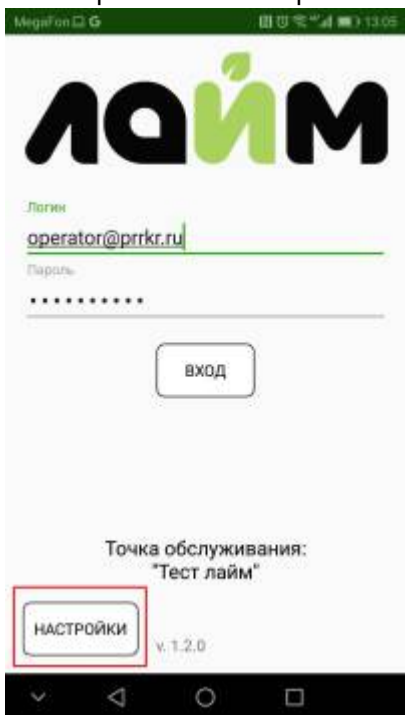 MegaFon G 13:05
лайм
Логин
operator@prrkr.ru
Пароль
••••••••••
ВХОД
Точка обслуживания:
"Тест лайм"
НАСТРОЙКИ
v. 1.2.0